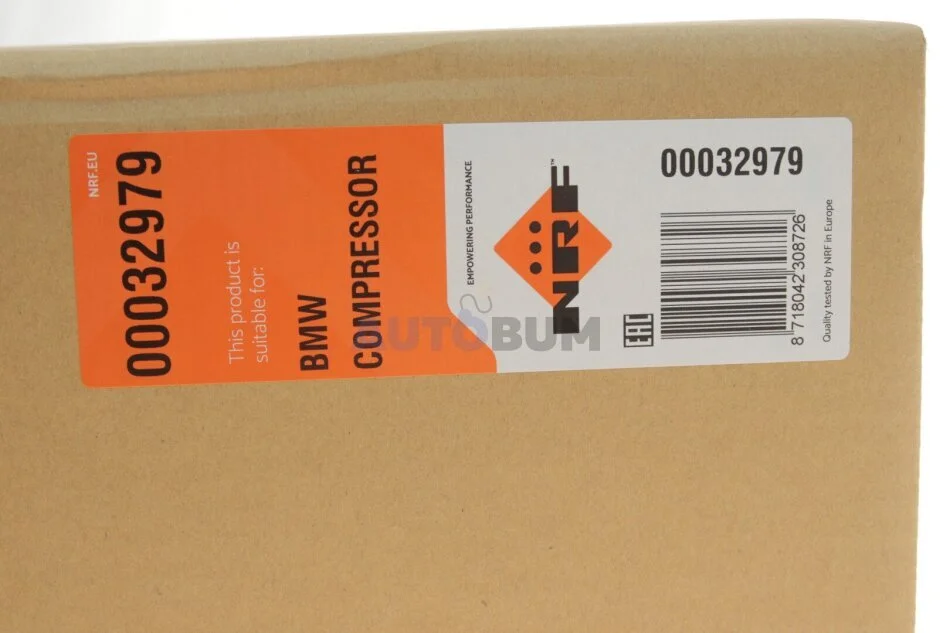 NRF.EU
00032979
This product is
suitable for:
BMW
COMPRESSOR
EMPOWERING PERFORMANCE
NRF™
EAC
00032979
8 718042 308726
Quality tested by NRF in Europe
AUTOBUM